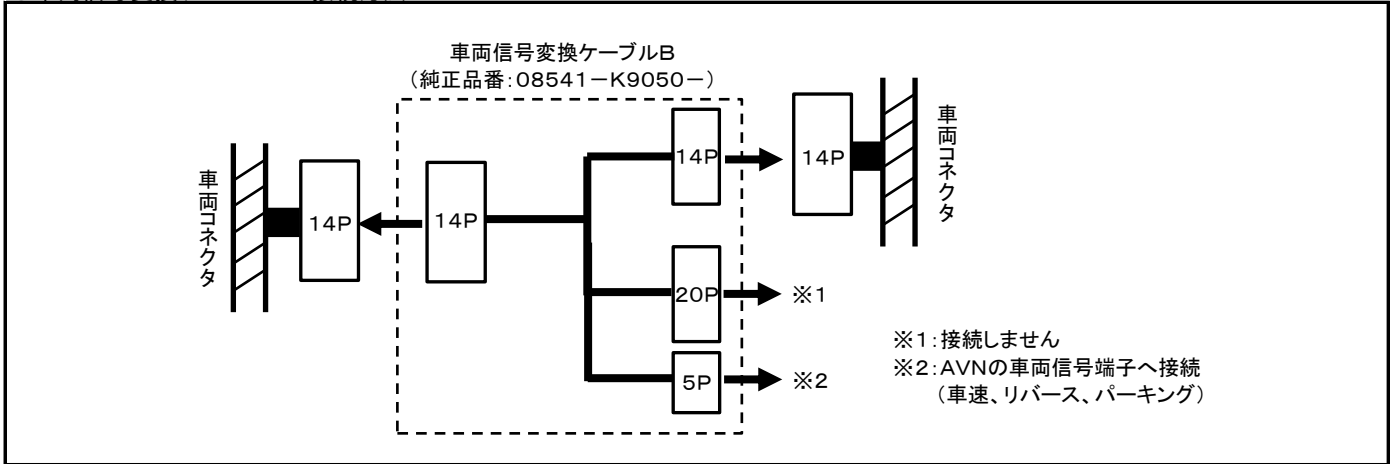 車両信号変換ケーブルB
（純正品番：08541－K9050－）
車両コネクタ
14P
14P
14P
14P
車両コネクタ
20P
※1
5P
※2
※1：接続しません
※2：AVNの車両信号端子へ接続
（車速、リバース、パーキング）